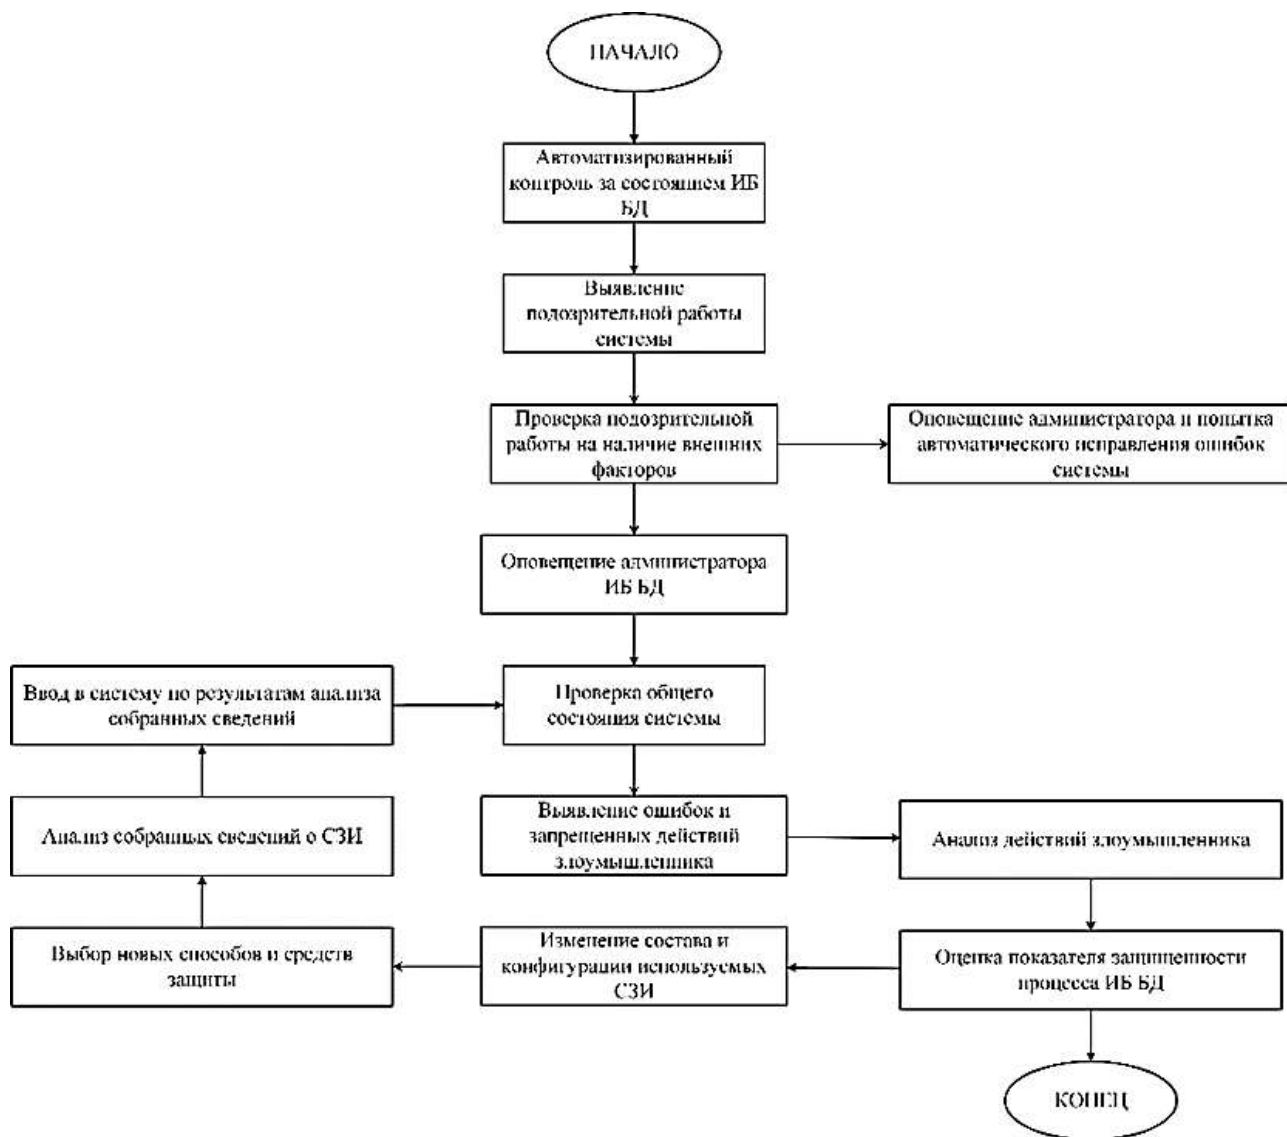 НАЧАЛО
Автоматизированный
контроль за состоянием ИБ
БД
Выявление
подозрительной работы
системы
Проверка подозрительной
работы на наличие внешних
факторов
Оповещение администратора и попытка
автоматического исправления ошибок
системы
Оповещение администратора
ИБ БД
Ввод в систему по результатам анализа
собранных сведений
Проверка общего
состояния системы
Анализ собранных сведений о СЗИ
Выявление ошибок и
запрещенных действий
злоумышленника
Анализ действий злоумышленника
Выбор новых способов и средств
защиты
Изменение состава и
конфигурации используемых
СЗИ
Оценка показателя защищенности
процесса ИБ БД
КОНЕЦ